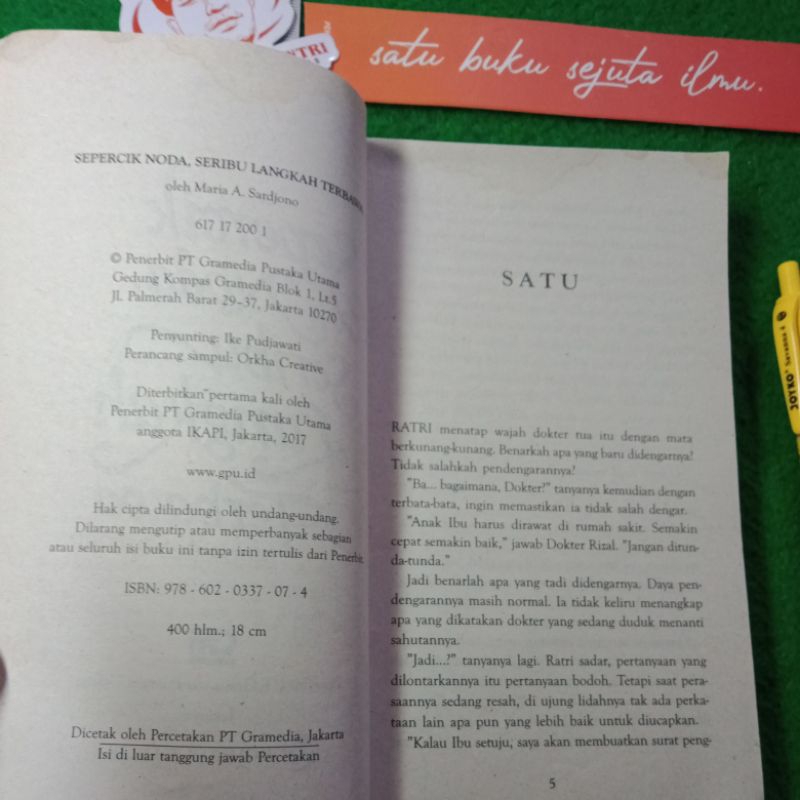 NTRI
satu buku sejuta ilmu.
SEPERCIK NODA, SERIBU LANGKAH
oleh Maria A. Sardjono
617 17 200 1
© Penerbit PT Gramedia Pustaka Utama
Gedung Kompas Gramedia Blok 1, Lt.5
Jl. Palmerah Barat 29-37, Jakarta 10270
Penyunting: Ike Pudjawati
Perancang sampul: Orkha Creative
Diterbitkan pertama kali oleh
Penerbit PT Gramedia Pustaka Utama
anggota IKAPI, Jakarta, 2017
www.gpu.id
Hak cipta dilindungi oleh undang-undang.
Dilarang mengutip atau memperbanyak sebagian
atau seluruh isi buku ini tanpa izin tertulis dari Penerbit.
ISBN: 978 - 602 - 0337 - 07 - 4
400 hlm.; 18 cm
Dicetak oleh Percetakan PT Gramedia, Jakarta
Isi di luar tanggung jawab Percetakan
SATU
RATRI menatap wajah dokter tua itu dengan mata
berkunang-kunang. Benarkah apa yang baru didengarnya?
Tidak salahkah pendengarannya?
"Ba... bagaimana, Dokter?" tanyanya kemudian dengan
terbata-bata, ingin memastikan ia tidak salah dengar.
"Anak Ibu harus dirawat di rumah sakit. Semakin
cepat semakin baik," jawab Dokter Rizal. "Jangan ditun-
da-tunda."
Jadi benarlah apa yang tadi didengarnya. Daya pen-
dengarannya masih normal. Ia tidak keliru menangkap
apa yang dikatakan dokter yang sedang duduk menanti
sahutannya.
"Jadi...?" tanyanya lagi. Ratri sadar, pertanyaan yang
dilontarkannya itu pertanyaan bodoh. Tetapi saat pera-
saannya sedang resah, di ujung lidahnya tak ada perka-
taan lain apa pun yang lebih baik untuk diucapkan.
"Kalau Ibu setuju, saya akan membuatkan surat peng-
5
JOYKO